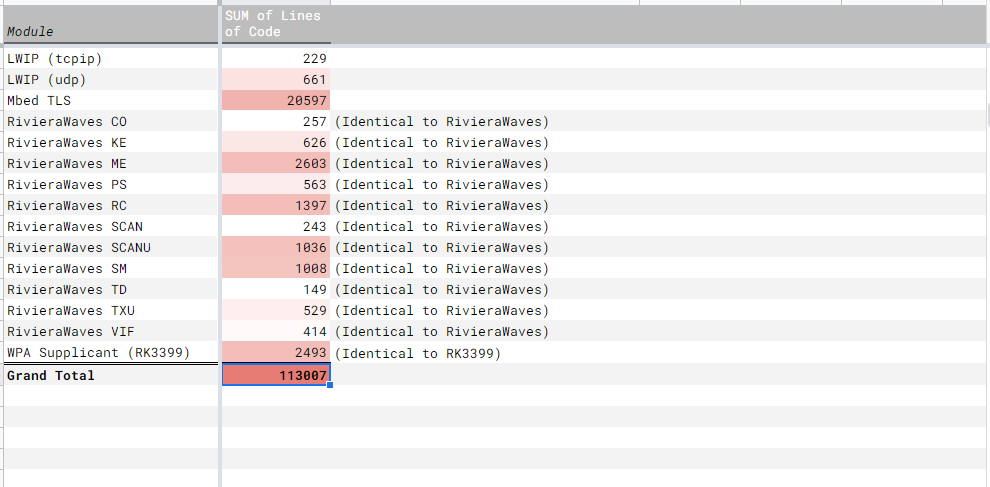 SUM of Lines
Module of Code
LWIP (tcpip) 229
LWIP (udp) 661
Mbed TLS 20597
RivieraWaves CO 257 (Identical to RivieraWaves)
RivieraWaves KE 626 (Identical to RivieraWaves)
RivieraWaves ME 2603 (Identical to RivieraWaves)
RivieraWaves PS 563 (Identical to RivieraWaves)
RivieraWaves RC 1397 (Identical to RivieraWaves)
RivieraWaves SCAN 243 (Identical to RivieraWaves)
RivieraWaves SCANU 1036 (Identical to RivieraWaves)
RivieraWaves SM 1008 (Identical to RivieraWaves)
RivieraWaves TD 149 (Identical to RivieraWaves)
RivieraWaves TXU 529 (Identical to RivieraWaves)
RivieraWaves VIF 414 (Identical to RivieraWaves)
WPA Supplicant (RK3399) 2493 (Identical to RK3399)
Grand Total 113007